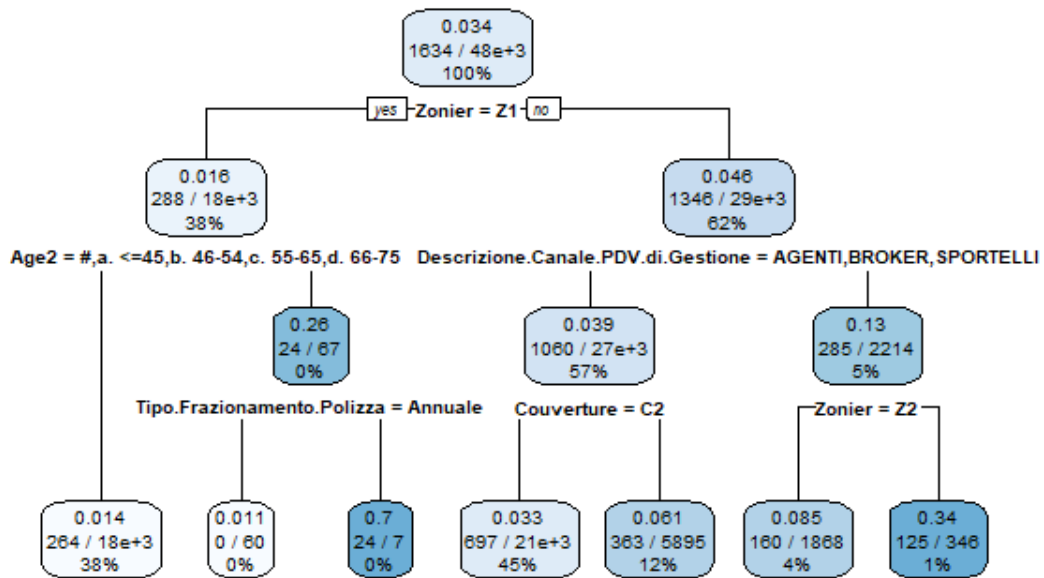 0.034
1634 / 48e+3
100%
yes Zonier = Z1 no
0.016
288 / 18e+3
38%
0.046
1346 / 29e+3
62%
Age2 = #,a. <=45,b. 46-54,c. 55-65,d. 66-75
Descrizione.Canale.PDV.di.Gestione = AGENTI,BROKER,SPORTELLI
0.26
24 / 67
0%
0.039
1060 / 27e+3
57%
0.13
285 / 2214
5%
Tipo.Frazionamento.Polizza = Annuale
Couverture = C2
Zonier = Z2
0.014
264 / 18e+3
38%
0.011
0 / 60
0%
0.7
24 / 7
0%
0.033
697 / 21e+3
45%
0.061
363 / 5895
12%
0.085
160 / 1868
4%
0.34
125 / 346
1%